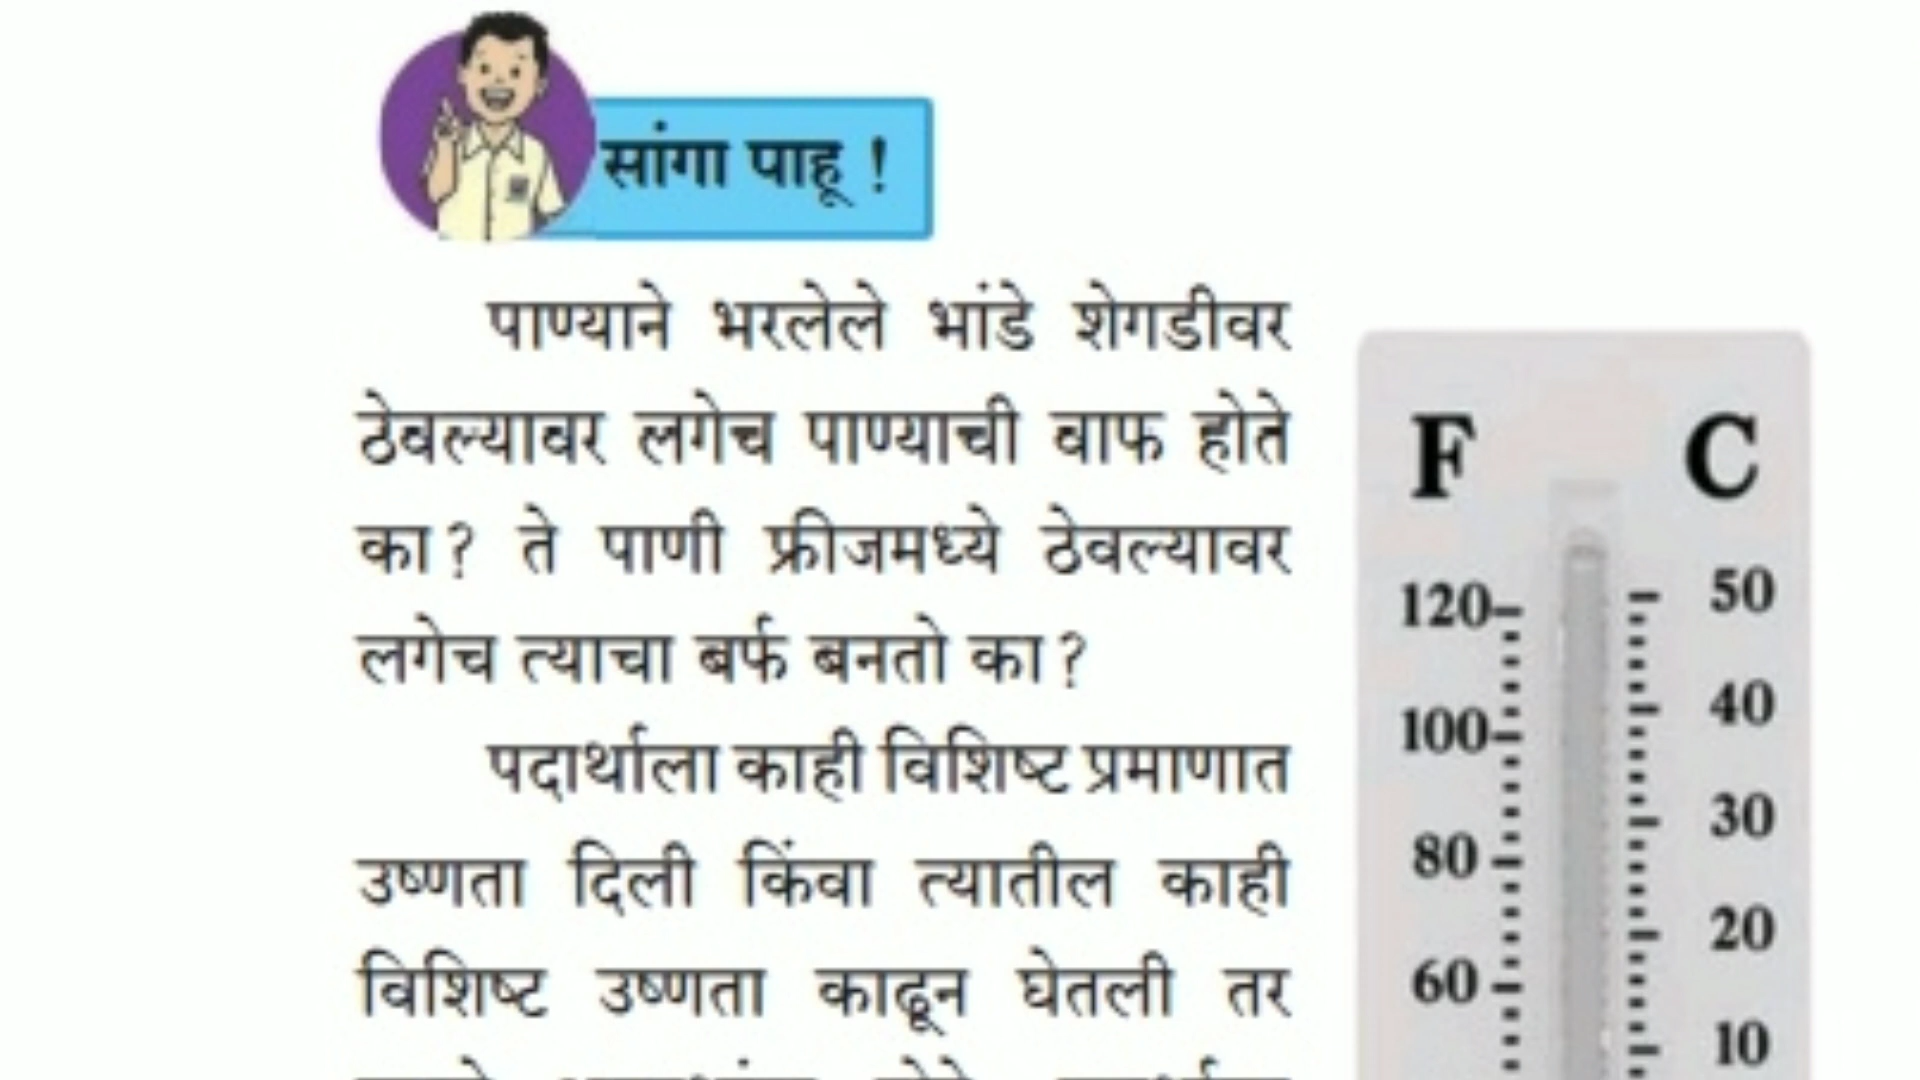 सांगा पाहू !
पाण्याने भरलेले भांडे शेगडीवर
ठेवल्यावर लगेच पाण्याची वाफ होते
का? ते पाणी फ्रीजमध्ये ठेवल्यावर
लगेच त्याचा बर्फ बनतो का?
पदार्थाला काही विशिष्ट प्रमाणात
उष्णता दिली किंवा त्यातील काही
विशिष्ट उष्णता काढून घेतली तर
F C
120 50
100 40
80 30
60 20
10